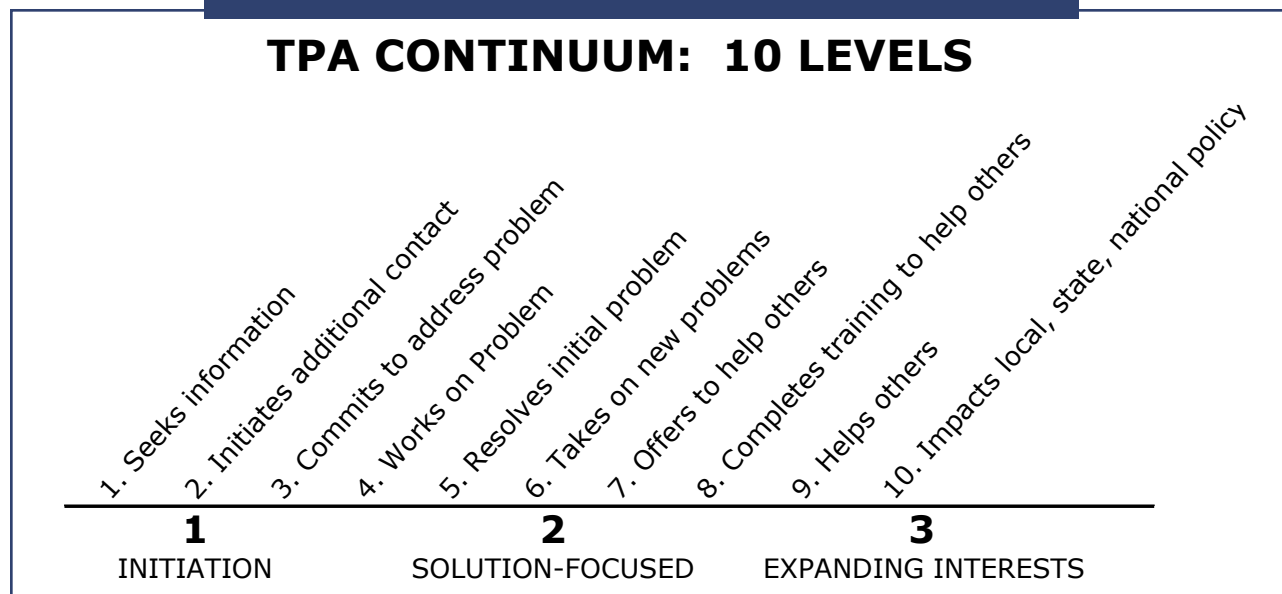 TPA CONTINUUM: 10 LEVELS
1. Seeks information
2. Initiates additional contact
3. Commits to address problem
4. Works on Problem
5. Resolves initial problem
6. Takes on new problems
7. Offers to help others
8. Completes training to help others
9. Helps others
10. Impacts local, state, national policy
1
2
3
INITIATION
SOLUTION-FOCUSED
EXPANDING INTERESTS